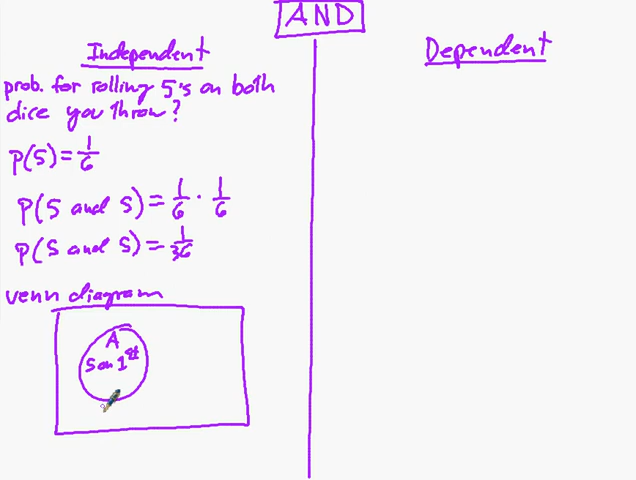 AND
Independent
prob. for rolling 5's on both
dice you throw?
P(5)=1/6
P(5 and 5)=1/6 · 1/6
P(5 and 5)=1/36
venn diagram
A
5 on 1st
Dependent